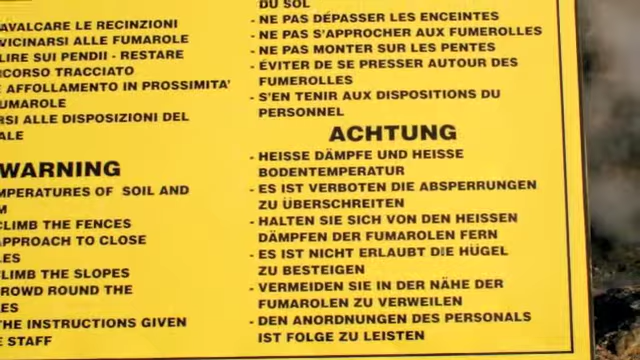 AVALCARE LE RECINZIONI
VICINARSI ALLE FUMAROLE
LIRE SUI PENDII - RESTARE
RCORSO TRACCIATO
AFFOLLAMENTO IN PROSSIMITA'
UMAROLE
RSI ALLE DISPOSIZIONI DEL
ALE
WARNING
MPERATURES OF SOIL AND
M
CLIMB THE FENCES
APPROACH TO CLOSE
LES
CLIMB THE SLOPES
CROWD ROUND THE
LES
THE INSTRUCTIONS GIVEN
E STAFF
DU SOL
- NE PAS DÉPASSER LES ENCEINTES
- NE PAS S'APPROCHER AUX FUMEROLLES
- NE PAS MONTER SUR LES PENTES
- ÉVITER DE SE PRESSER AUTOUR DES
FUMEROLLES
- S'EN TENIR AUX DISPOSITIONS DU
PERSONNEL
ACHTUNG
- HEISSE DÄMPFE UND HEISSE
BODENTEMPERATUR
- ES IST VERBOTEN DIE ABSPERRUNGEN
ZU ÜBERSCHREITEN
- HALTEN SIE SICH VON DEN HEISSEN
DÄMPFEN DER FUMAROLEN FERN
- ES IST NICHT ERLAUBT DIE HÜGEL
ZU BESTEIGEN
- VERMEIDEN SIE IN DER NÄHE DER
FUMAROLEN ZU VERWEILEN
- DEN ANORDNUNGEN DES PERSONALS
IST FOLGE ZU LEISTEN